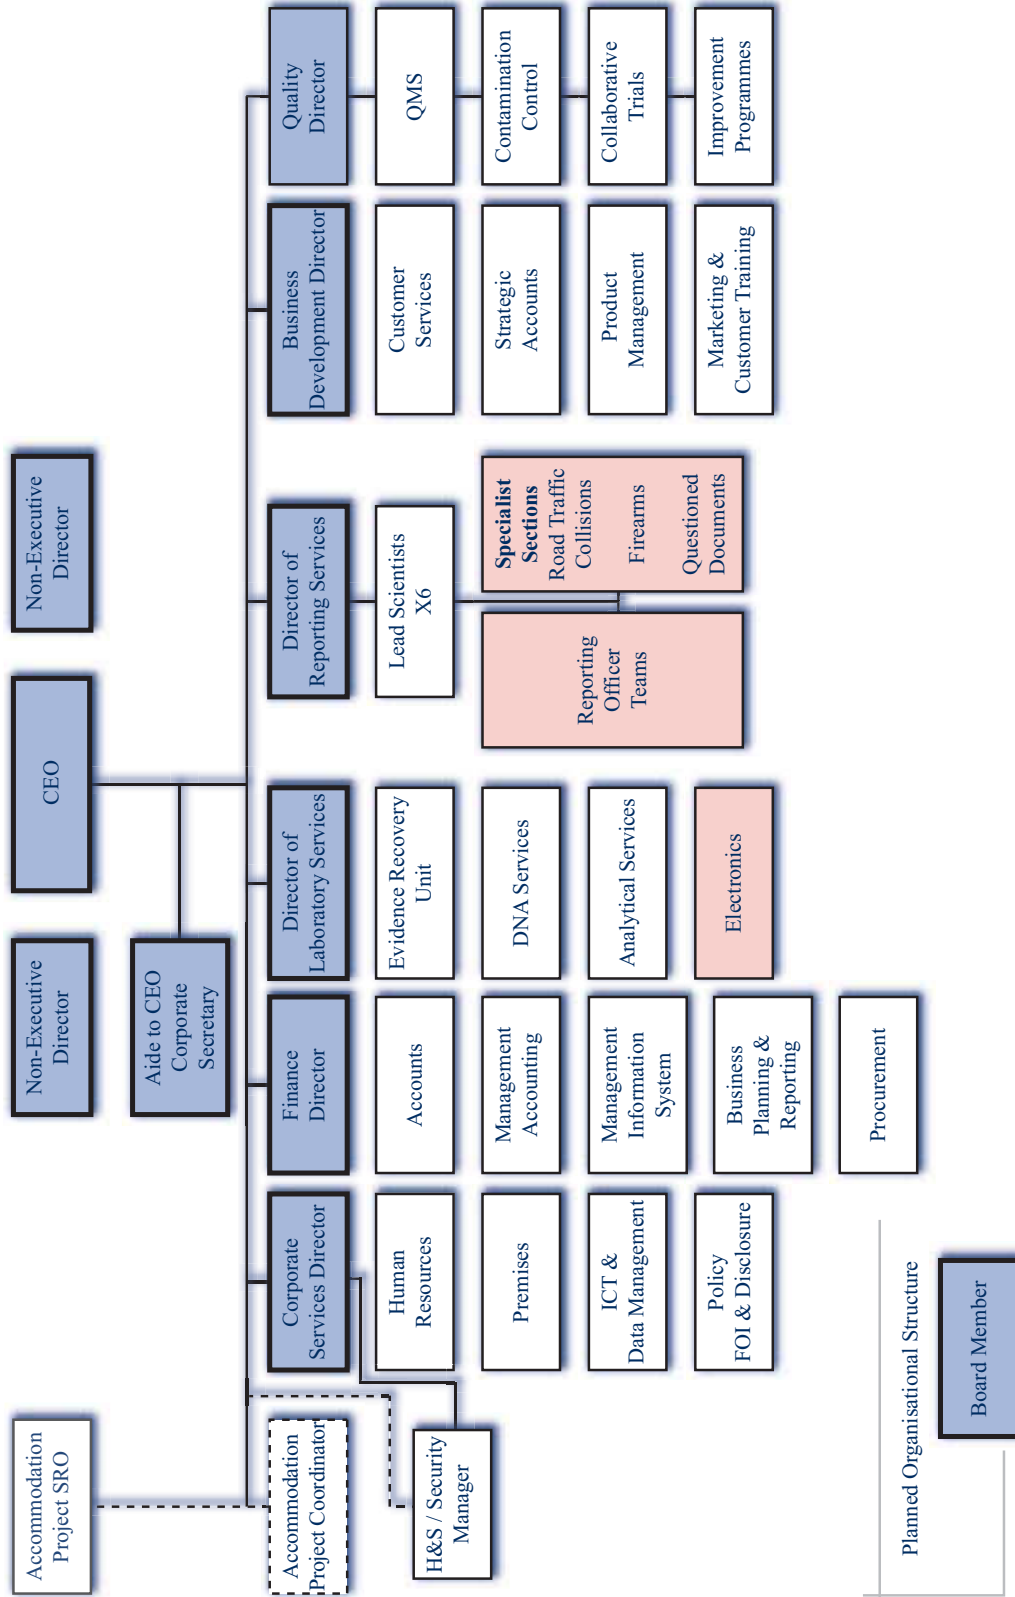 Accommodation
Project SRO
Non-Executive
Director
CEO
Non-Executive
Director
Aide to CEO
Corporate
Secretary
Accommodation
Project Coordinator
H&S / Security
Manager
Corporate
Services Director
Human
Resources
Premises
ICT &
Data Management
Policy
FOI & Disclosure
Finance
Director
Accounts
Management
Accounting
Management
Information
System
Business
Planning &
Reporting
Procurement
Director of
Laboratory Services
Evidence Recovery
Unit
DNA Services
Analytical Services
Electronics
Director of
Reporting Services
Lead Scientists
X6
Reporting
Officer
Teams
Specialist
Sections
Road Traffic
Collisions
Firearms
Questioned
Documents
Business
Development Director
Customer
Services
Strategic
Accounts
Product
Management
Marketing &
Customer Training
Quality
Director
QMS
Contamination
Control
Collaborative
Trials
Improvement
Programmes
Planned Organisational Structure
Board Member